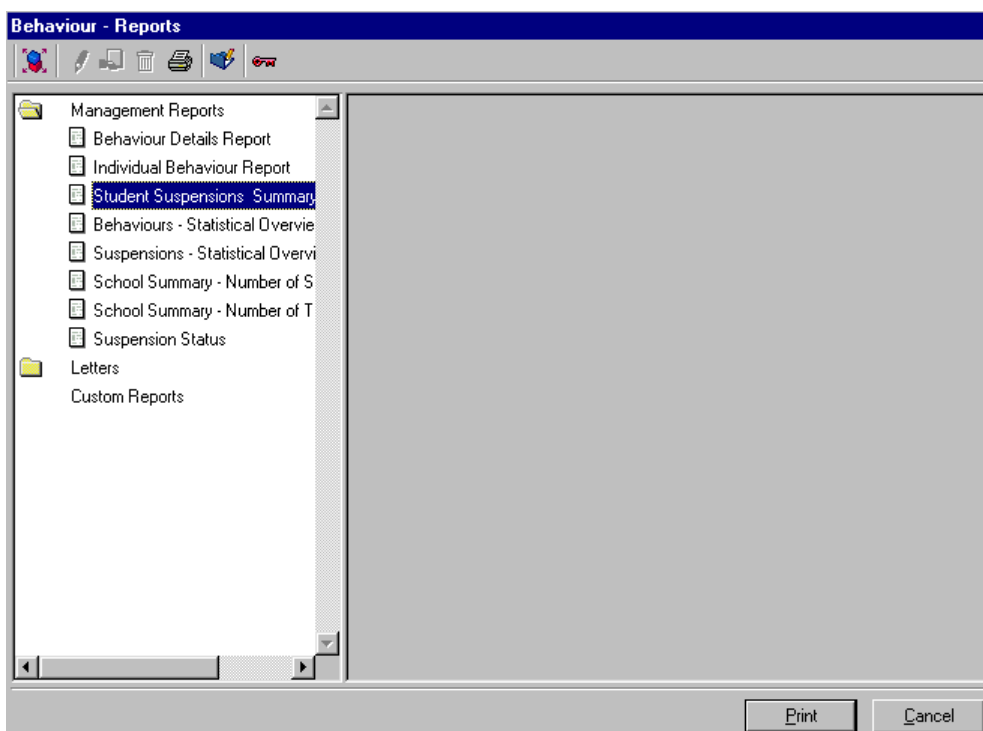 Behaviour - Reports
Management Reports
Behaviour Details Report
Individual Behaviour Report
Student Suspensions  Summary
Behaviours - Statistical Overvie
Suspensions - Statistical Overvi
School Summary - Number of S
School Summary - Number of T
Suspension Status
Letters
Custom Reports
Print
Cancel